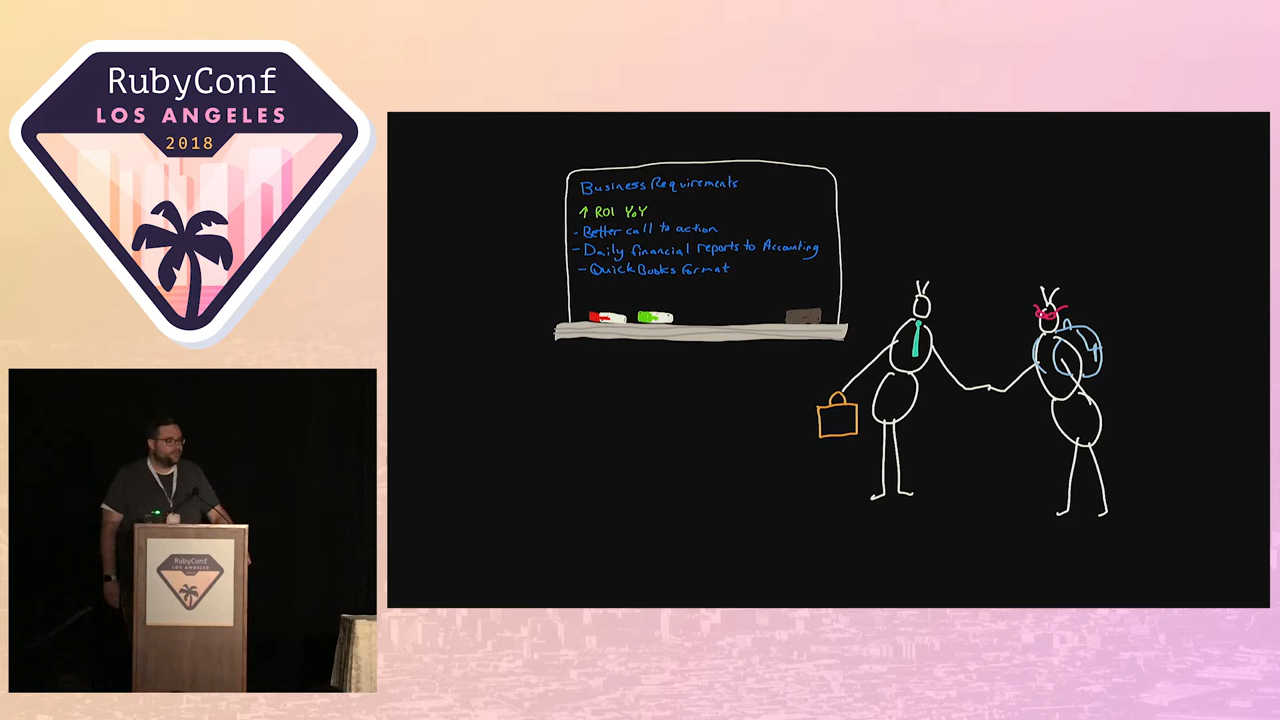 RubyConf
LOS ANGELES
2018
Business Requirements
↑ ROI YoY
- Better call to action
- Daily financial reports to Accounting
- QuickBooks format
RubyConf
LOS ANGELES